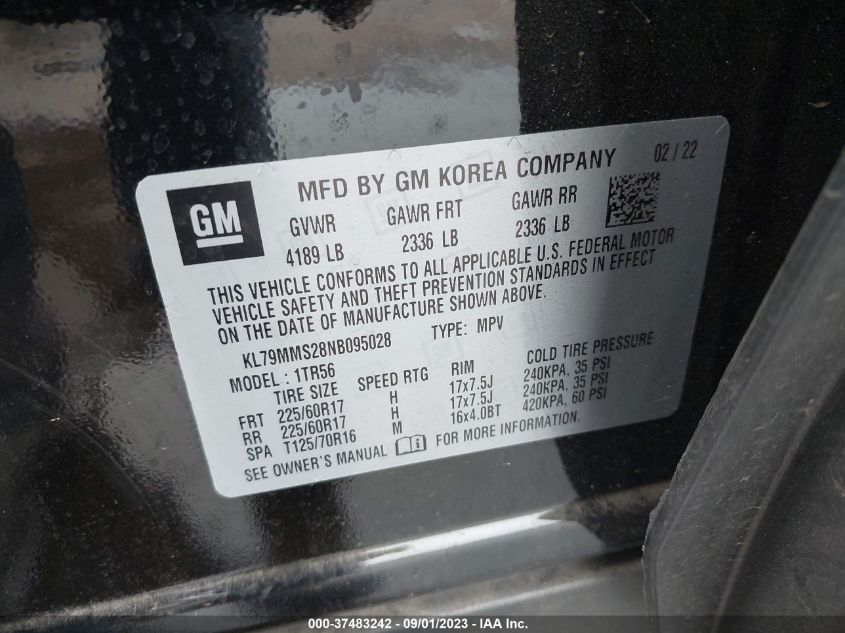 GM
MFD BY GM KOREA COMPANY 02 / 22
GVWR GAWR FRT GAWR RR
4189 LB 2336 LB 2336 LB
THIS VEHICLE CONFORMS TO ALL APPLICABLE U.S. FEDERAL MOTOR
VEHICLE SAFETY AND THEFT PREVENTION STANDARDS IN EFFECT
ON THE DATE OF MANUFACTURE SHOWN ABOVE.
KL79MMS28NB095028 TYPE: MPV
MODEL : 1TR56
TIRE SIZE SPEED RTG RIM COLD TIRE PRESSURE
FRT 225/60R17 H 17x7.5J 240KPA, 35 PSI
RR 225/60R17 H 17x7.5J 240KPA, 35 PSI
SPA T125/70R16 M 16x4.0BT 420KPA, 60 PSI
SEE OWNER'S MANUAL FOR MORE INFORMATION.
000-37483242 - 09/01/2023 - IAA Inc.